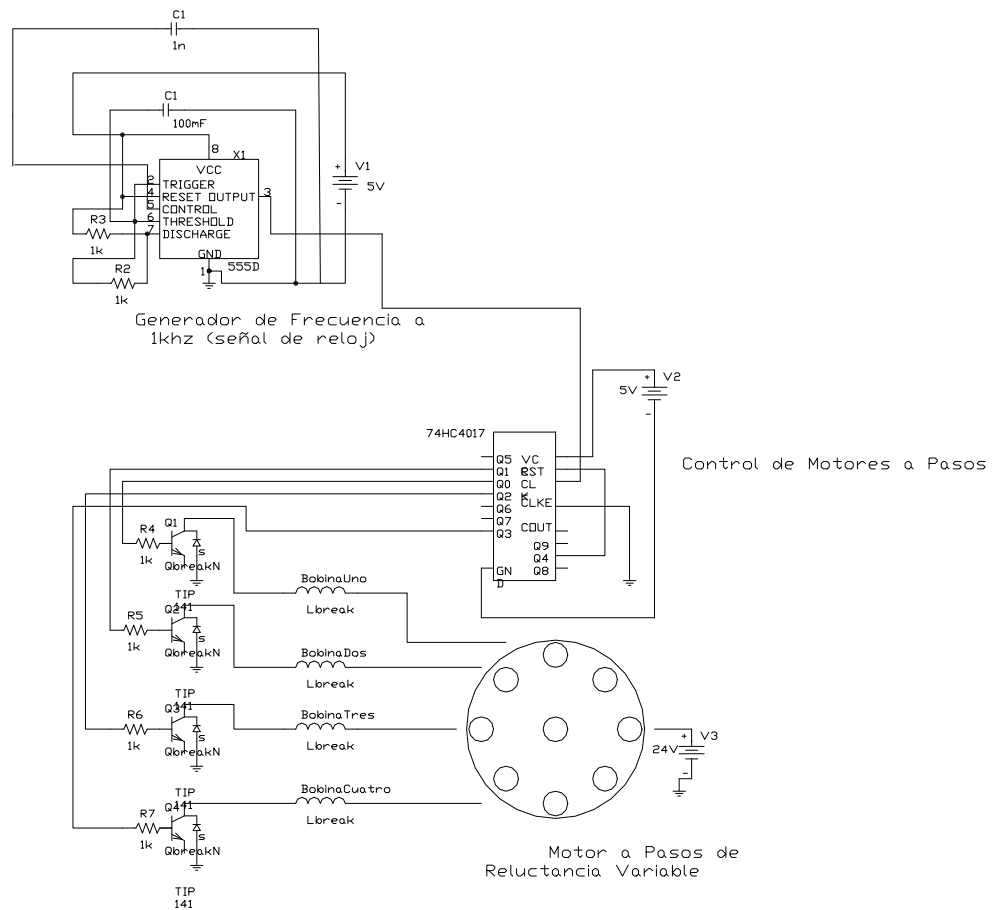 C1
1n
C1
100mF
8
X1
VCC
V1
+
5V
-
2
TRIGGER
4
RESET OUTPUT
3
5
CONTROL
6
THRESHOLD
7
DISCHARGE
R3
1k
GND
1
555D
R2
1k
Generador de Frecuencia a
1khz (señal de reloj)
+
V2
5V
-
74HC4017
Control de Motores a Pasos
Q5
VC
C
Q1
RST
Q0
CL
K
Q2
CLKE
Q6
Q7
COUT
Q3
Q9
Q4
GN
D
Q8
Q1
R4
1k
s
QbreakN
TIP
141
BobinaUno
Lbreak
Q2
R5
1k
s
QbreakN
TIP
141
BobinaDos
Lbreak
Q3
R6
1k
s
QbreakN
TIP
141
BobinaTres
Lbreak
+
V3
24V
-
Q4
R7
1k
s
QbreakN
TIP
141
BobinaCuatro
Lbreak
Motor a Pasos de
Reluctancia Variable